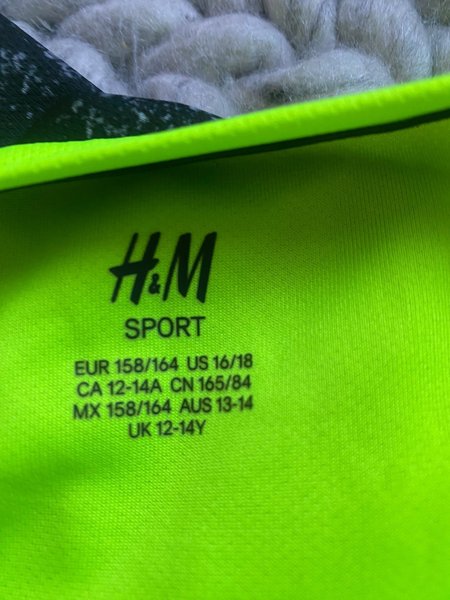 H&M
SPORT
EUR 158/164 US 16/18
CA 12-14A CN 165/84
MX 158/164 AUS 13-14
UK 12-14Y